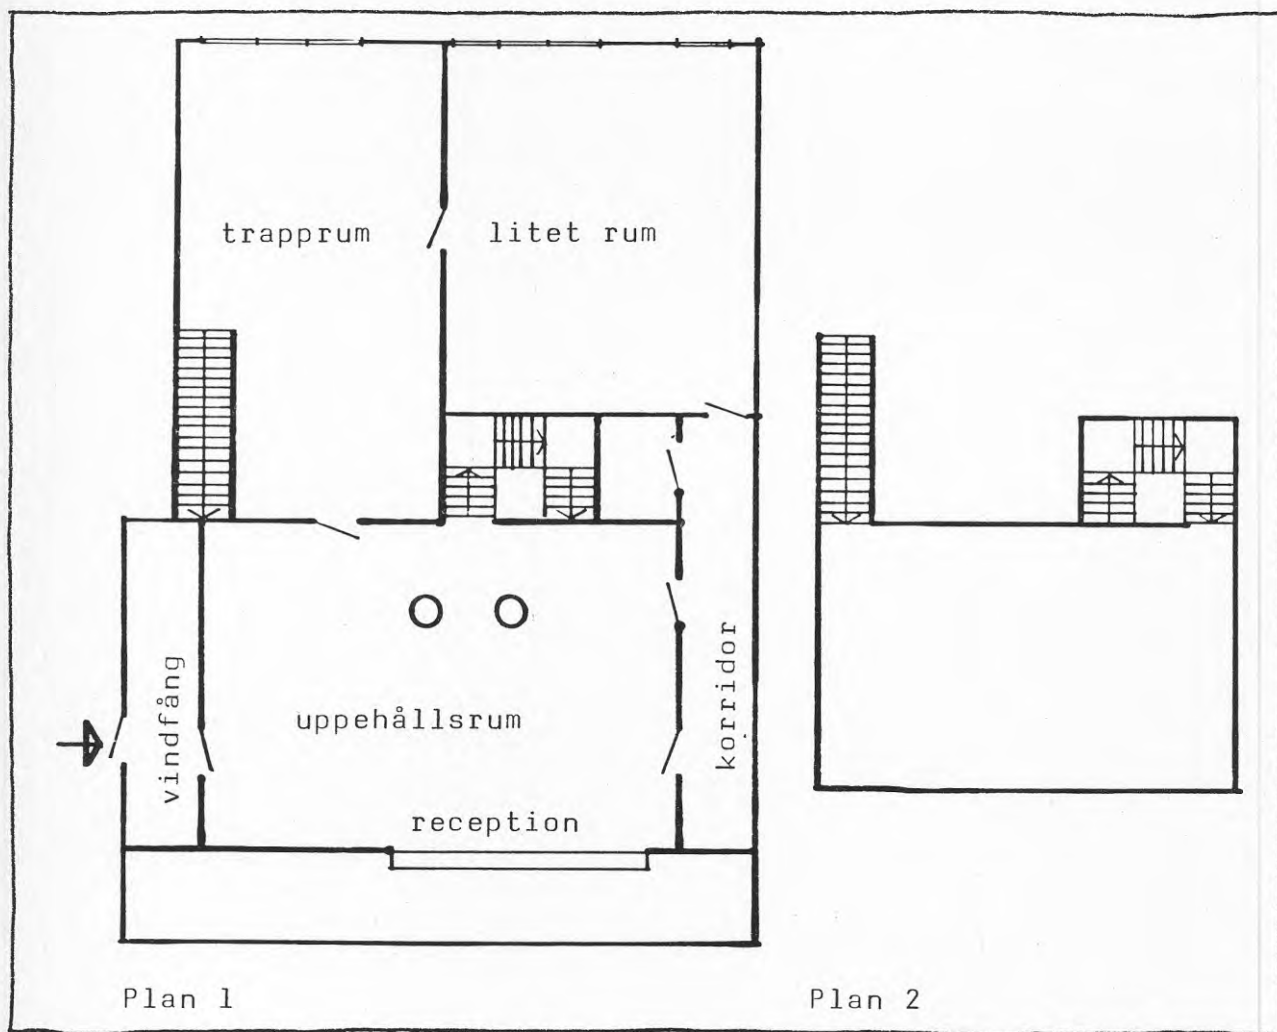 trapprum
litet rum
vindfång
uppehållsrum
korridor
reception
Plan 1
Plan 2